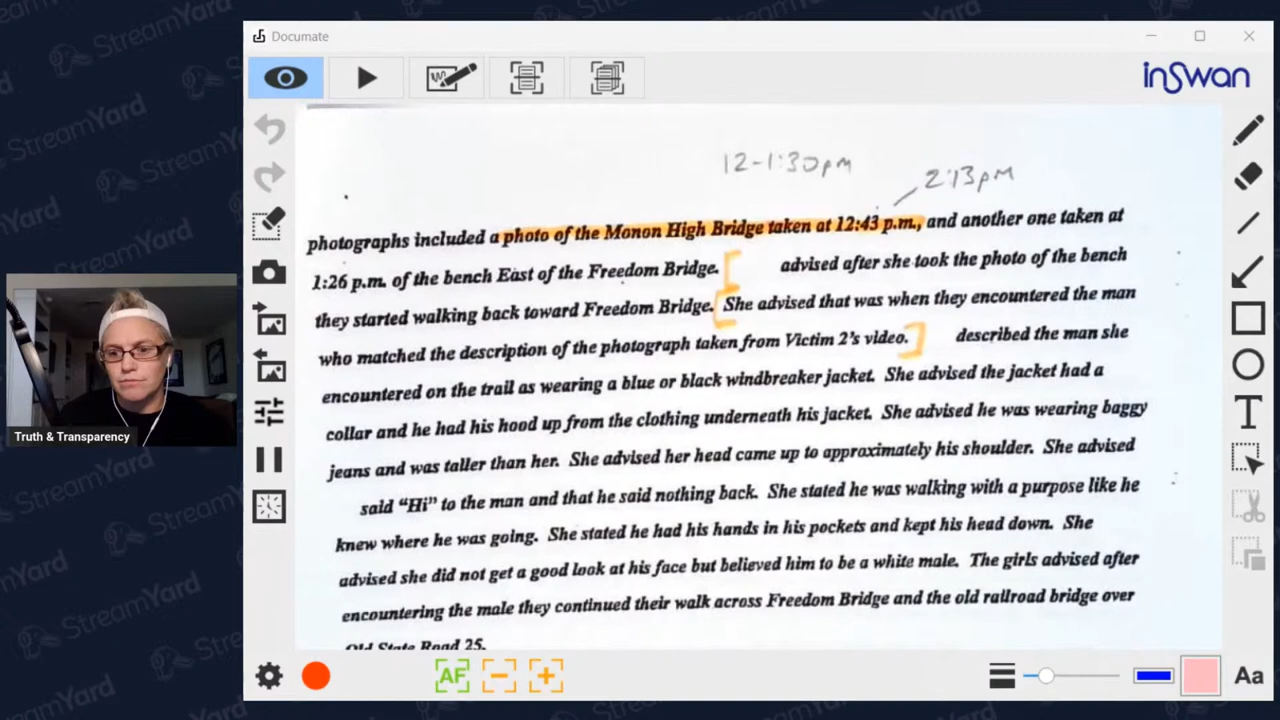 StreamYard
Documate
inSwan
12-1:30pm
2:13pm
photographs included a photo of the Monon High Bridge taken at 12:43 p.m., and another one taken at
1:26 p.m. of the bench East of the Freedom Bridge. advised after she took the photo of the bench
they started walking back toward Freedom Bridge. She advised that was when they encountered the man
who matched the description of the photograph taken from Victim 2's video. described the man she
encountered on the trail as wearing a blue or black windbreaker jacket. She advised the jacket had a
collar and he had his hood up from the clothing underneath his jacket. She advised he was wearing baggy
jeans and was taller than her. She advised her head came up to approximately his shoulder. She advised
said "Hi" to the man and that he said nothing back. She stated he was walking with a purpose like he
knew where he was going. She stated he had his hands in his pockets and kept his head down. She
advised she did not get a good look at his face but believed him to be a white male. The girls advised after
encountering the male they continued their walk across Freedom Bridge and the old railroad bridge over
Old State Road 25.
Truth & Transparency
T
AF
Aa